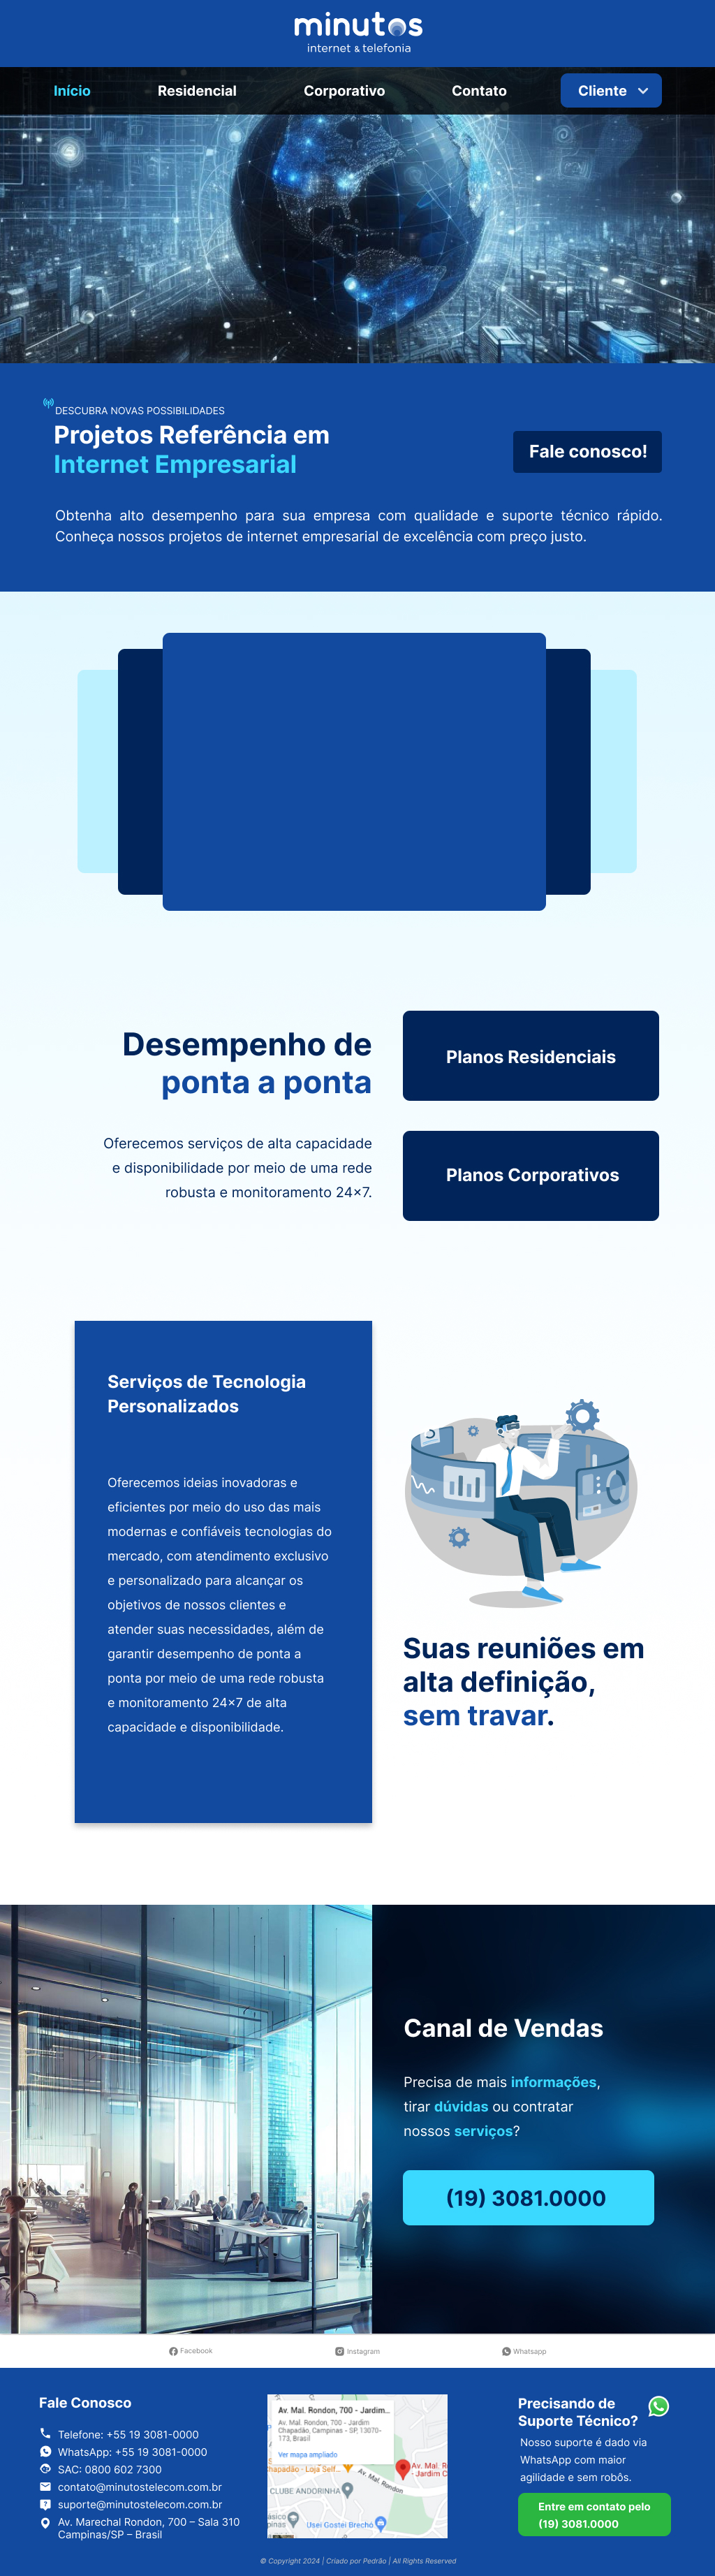 minutos
internet & telefonia
Início
Residencial
Corporativo
Contato
Cliente
DESCUBRA NOVAS POSSIBILIDADES
Projetos Referência em
Internet Empresarial
Fale conosco!
Obtenha alto desempenho para sua empresa com qualidade e suporte técnico rápido.
Conheça nossos projetos de internet empresarial de excelência com preço justo.
Desempenho de
ponta a ponta
Oferecemos serviços de alta capacidade
e disponibilidade por meio de uma rede
robusta e monitoramento 24x7.
Planos Residenciais
Planos Corporativos
Serviços de Tecnologia
Personalizados
Oferecemos ideias inovadoras e
eficientes por meio do uso das mais
modernas e confiáveis tecnologias do
mercado, com atendimento exclusivo
e personalizado para alcançar os
objetivos de nossos clientes e
atender suas necessidades, além de
garantir desempenho de ponta a
ponta por meio de uma rede robusta
e monitoramento 24x7 de alta
capacidade e disponibilidade.
Suas reuniões em
alta definição,
sem travar.
Canal de Vendas
Precisa de mais informações,
tirar dúvidas ou contratar
nossos serviços?
(19) 3081.0000
Facebook
Instagram
Whatsapp
Fale Conosco
Telefone: +55 19 3081-0000
WhatsApp: +55 19 3081-0000
SAC: 0800 602 7300
contato@minutostelecom.com.br
suporte@minutostelecom.com.br
Av. Marechal Rondon, 700 – Sala 310
Campinas/SP – Brasil
Av. Mal. Rondon, 700 - Jardim...
Av. Mal. Rondon, 700 - Jardim
Chapadão, Campinas - SP, 13070-
173, Brasil
Ver mapa ampliado
hapadão - Loja Self...
Av. Mal. R
- Jardim C
Av. Mal. Rondon
CLUBE ANDORINHA
ásico
pinas
Usei Gostei Brechó
Precisando de
Suporte Técnico?
Nosso suporte é dado via
WhatsApp com maior
agilidade e sem robôs.
Entre em contato pelo
(19) 3081.0000
© Copyright 2024 | Criado por Pedrão | All Rights Reserved